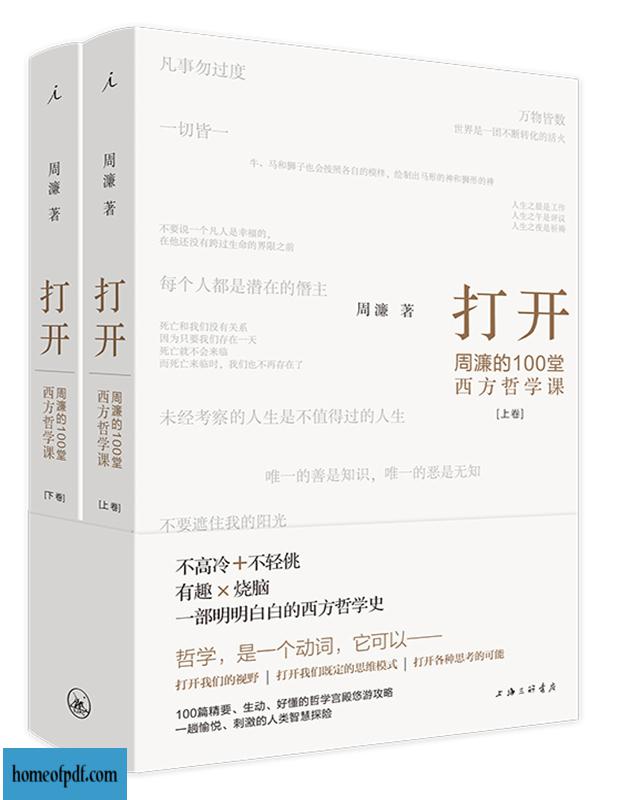 凡事勿过度
万物皆数
世界是一团不断转化的活火
一切皆一
牛、马和狮子也会按照各自的模样，绘制出马形的神和狮形的神
人生之晨是工作
人生之午是评议
人生之夜是祈祷
不要说一个凡人是幸福的，
在他还没有跨过生命的界限之前
每个人都是潜在的僭主
周濂 著
打开
周濂的100堂
西方哲学课
[上卷]
死亡和我们没有关系
因为只要我们存在一天
死亡就不会来临
而死亡来临时，我们也不再存在了
未经考察的人生是不值得过的人生
唯一的善是知识，唯一的恶是无知
不要遮住我的阳光
不高冷＋不轻佻
有趣×烧脑
一部明明白白的西方哲学史
哲学，是一个动词，它可以——
打开我们的视野 | 打开我们既定的思维模式 | 打开各种思考的可能
100篇精要、生动、好懂的哲学宫殿悠游攻略
一趟愉悦、刺激的人类智慧探险
上海三联书店
周濂 著
打开
周濂的100堂
西方哲学课
[下卷]
周濂 著
打开
周濂的100堂
西方哲学课
[上卷]
homeofpdf.com